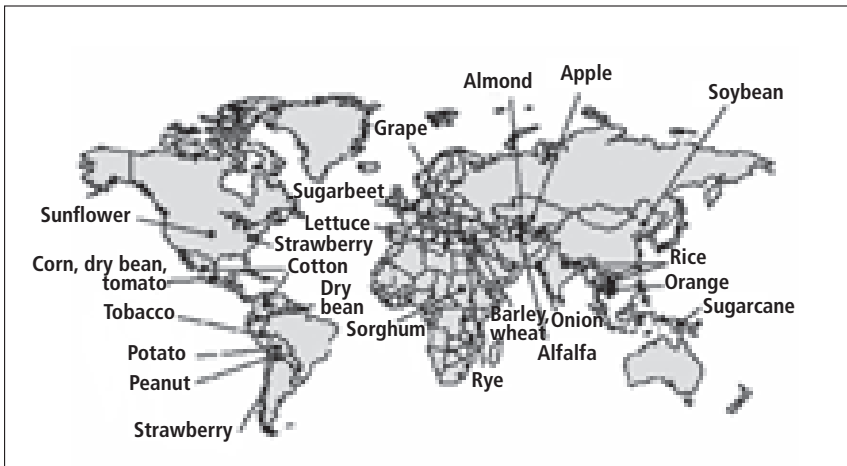 Almond
Apple
Soybean
Grape
Sugarbeet
Sunflower
Lettuce
Strawberry
Corn, dry bean,
tomato
Cotton
Rice
Dry
bean
Orange
Tobacco
Sorghum
Barley,
wheat
Onion
Sugarcane
Potato
Alfalfa
Peanut
Rye
Strawberry